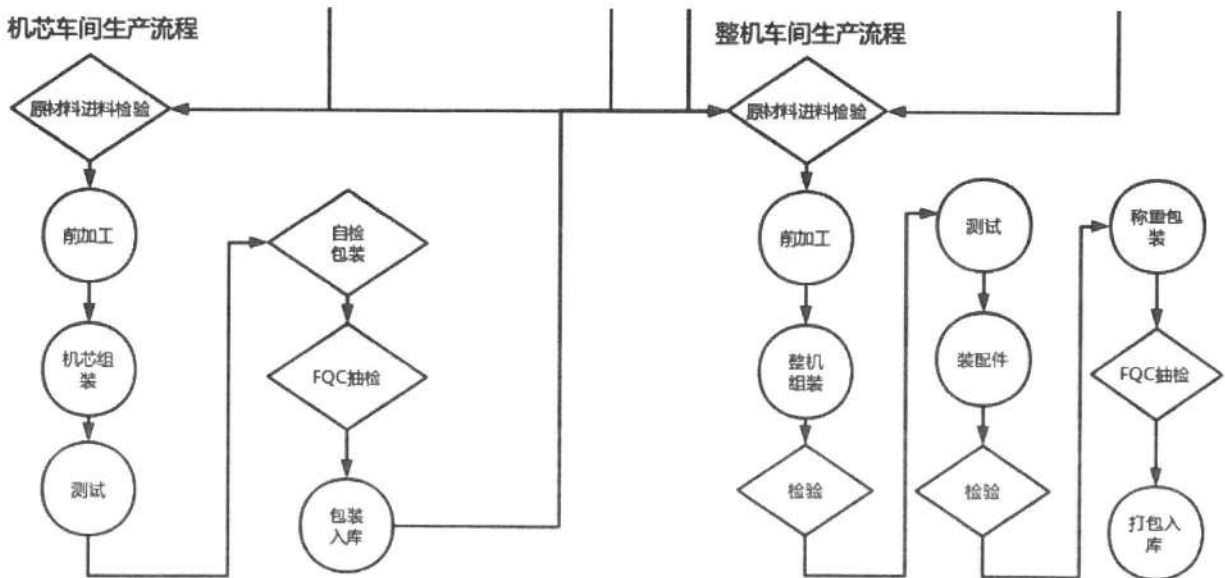 机芯车间生产流程
原材料进料检验
前加工
机芯组
装
测试
自检
包装
FQC抽检
包装
入库
整机车间生产流程
原材料进料检验
前加工
整机
组装
检验
测试
装配件
检验
称重包
装
FQC抽检
打包入
库